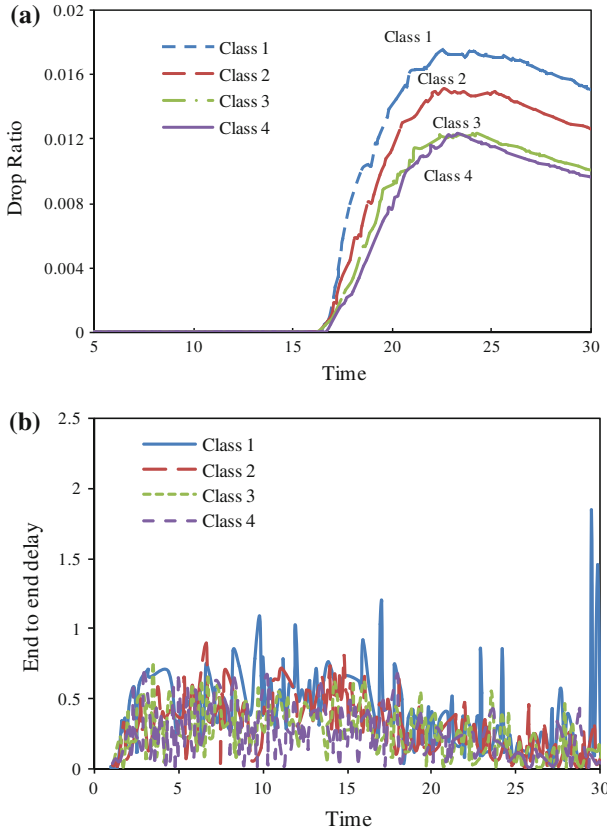 (a)
0.02
0.016
0.012
0.008
0.004
0
Drop Ratio
Class 1
Class 2
Class 3
Class 4
Class 1
Class 2
Class 3
Class 4
5 10 15 20 25 30
Time
(b)
2.5
2
1.5
1
0.5
0
End to end delay
Class 1
Class 2
Class 3
Class 4
0 5 10 15 20 25 30
Time